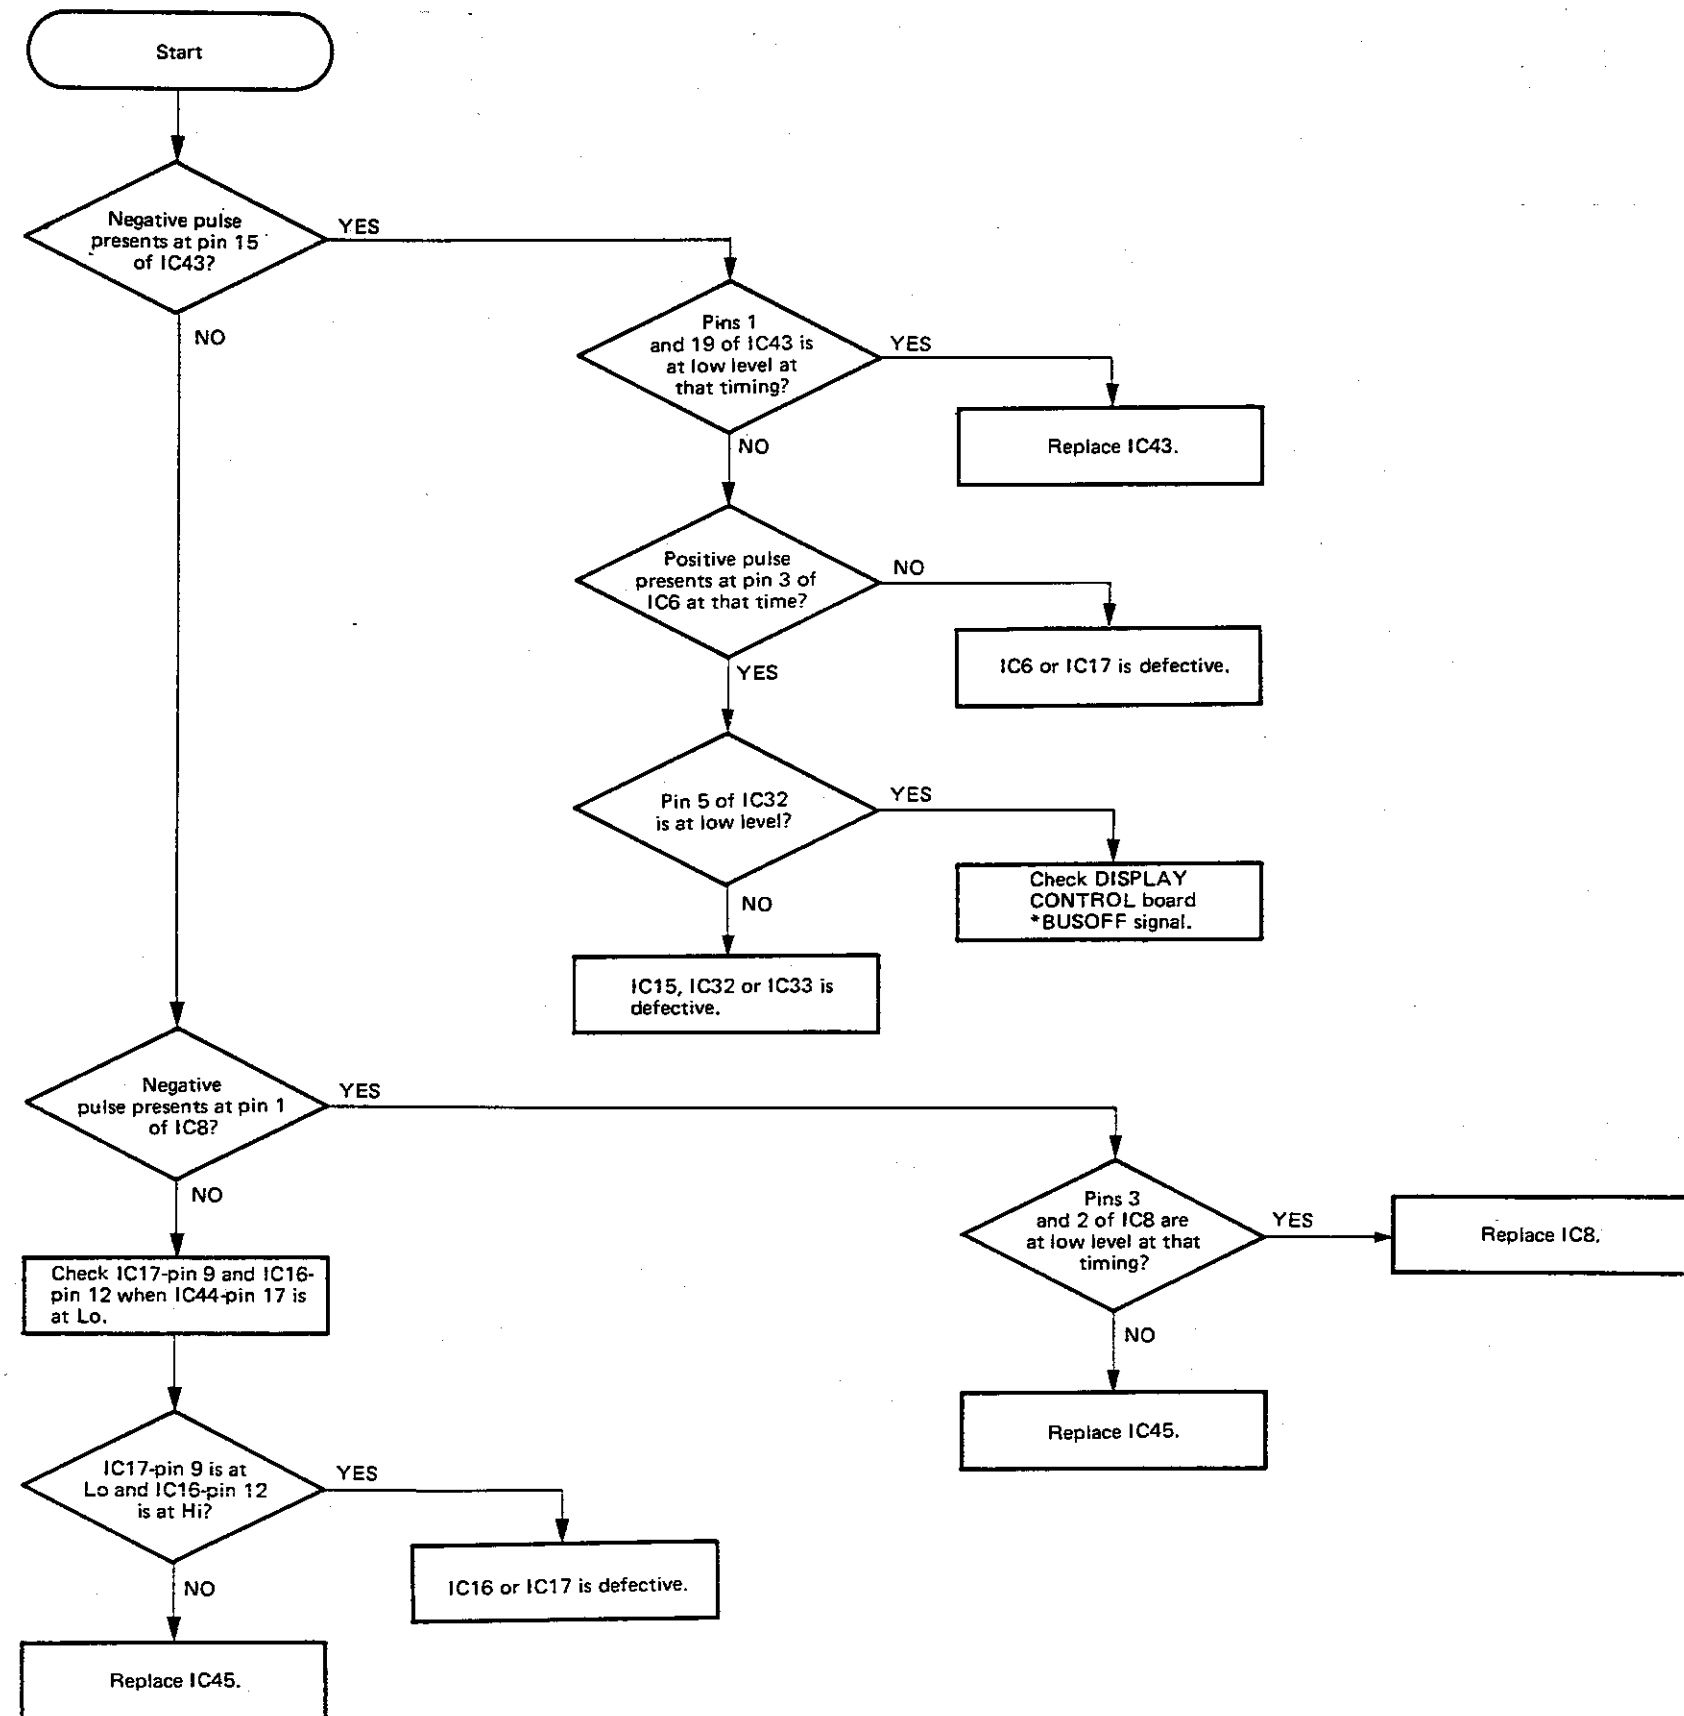 Start
Negative pulse
presents at pin 15
of IC43?
YES
NO
Pins 1
and 19 of IC43 is
at low level at
that timing?
YES
Replace IC43.
NO
Positive pulse
presents at pin 3 of
IC6 at that time?
NO
IC6 or IC17 is defective.
YES
Pin 5 of IC32
is at low level?
YES
Check DISPLAY
CONTROL board
*BUSOFF signal.
NO
IC15, IC32 or IC33 is
defective.
Negative
pulse presents at pin 1
of IC8?
YES
NO
Pins 3
and 2 of IC8 are
at low level at that
timing?
YES
Replace IC8.
NO
Replace IC45.
Check IC17-pin 9 and IC16-
pin 12 when IC44-pin 17 is
at Lo.
IC17-pin 9 is at
Lo and IC16-pin 12
is at Hi?
YES
IC16 or IC17 is defective.
NO
Replace IC45.